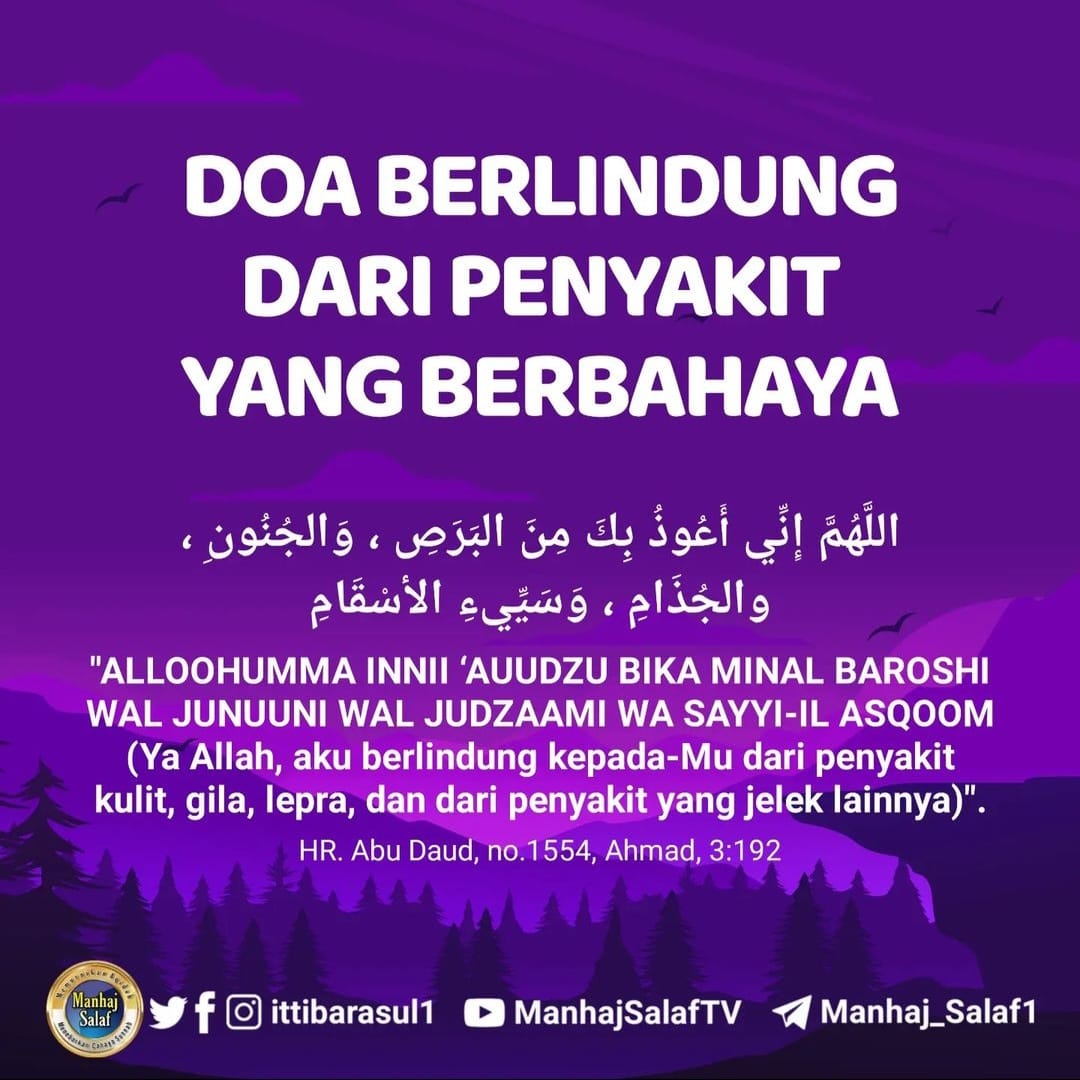 DOA BERLINDUNG
DARI PENYAKIT
YANG BERBAHAYA
اللَّهُمَّ إِنِّي أَعُوذُ بِكَ مِنَ البَرَصِ ، وَالجُنُونِ ،
والجُذَامِ ، وَسَيِّيءِ الأسْقَامِ
"ALLOOHUMMA INNII ‘AUUDZU BIKA MINAL BAROSHI
WAL JUNUUNI WAL JUDZAAMI WA SAYYI-IL ASQOOM
(Ya Allah, aku berlindung kepada-Mu dari penyakit
kulit, gila, lepra, dan dari penyakit yang jelek lainnya)".
HR. Abu Daud, no.1554, Ahmad, 3:192
Manhaj
Salaf
ittibarasul1
ManhajSalafTV
Manhaj_Salaf1